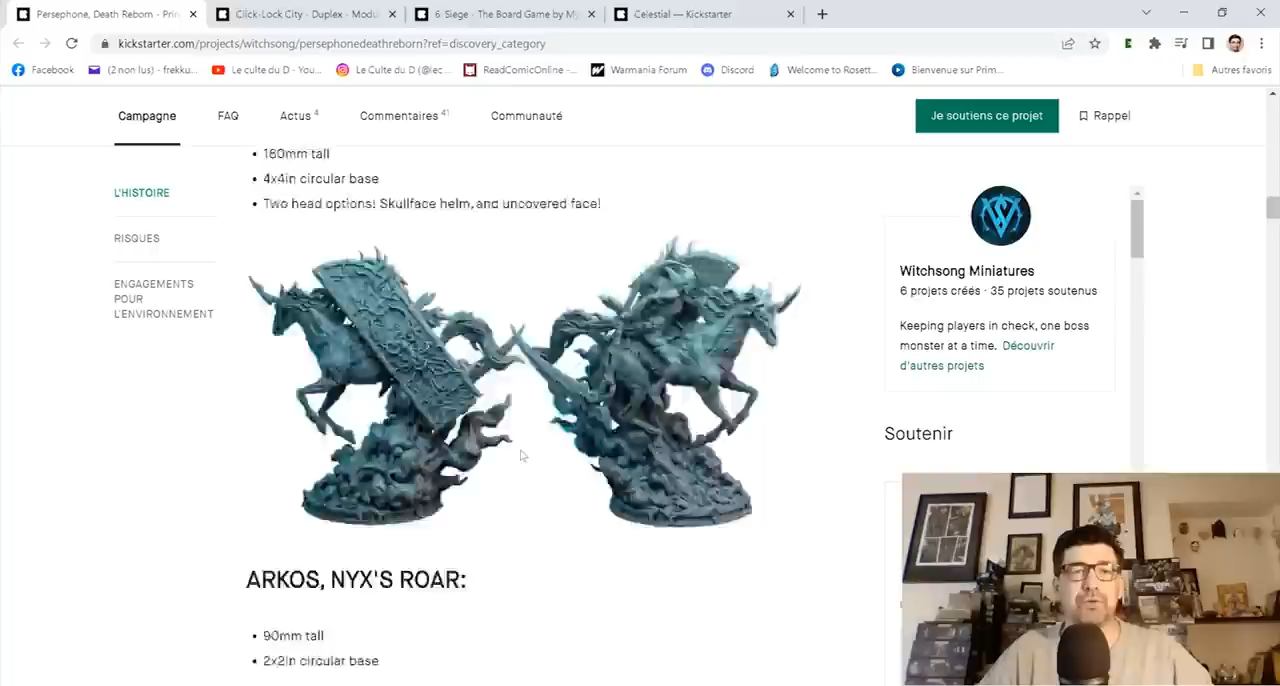 Persephone, Death Reborn - Prin
Click-Lock City - Duplex - Modu
6: Siege - The Board Game by My
Celestial — Kickstarter
kickstarter.com/projects/witchsong/persephonedeathreborn?ref=discovery_category
Facebook
(2 non lus) - frekku...
Le culte du D - You...
Le Culte du D (@lec...
ReadComicOnline -...
Warmania Forum
Discord
Welcome to Rosett...
Bienvenue sur Prim...
Autres favoris
Campagne
FAQ
Actus 4
Commentaires 41
Communauté
Je soutiens ce projet
Rappel
L'HISTOIRE
RISQUES
ENGAGEMENTS
POUR
L'ENVIRONNEMENT
• 160mm tall
• 4x4in circular base
• Two head options! Skullface helm, and uncovered face!
ARKOS, NYX'S ROAR:
• 90mm tall
• 2x2in circular base
Witchsong Miniatures
6 projets créés · 35 projets soutenus
Keeping players in check, one boss
monster at a time. Découvrir
d'autres projets
Soutenir